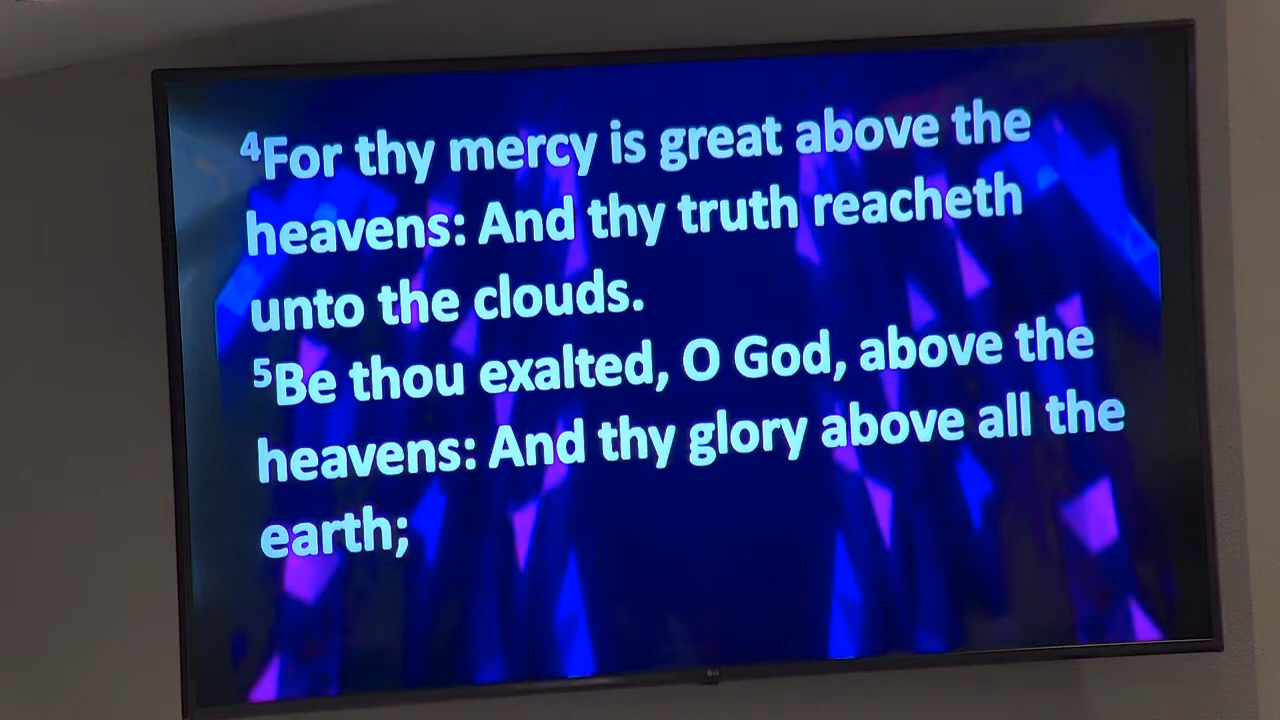 4For thy mercy is great above the
heavens: And thy truth reacheth
unto the clouds.
5Be thou exalted, O God, above the
heavens: And thy glory above all the
earth;
LG